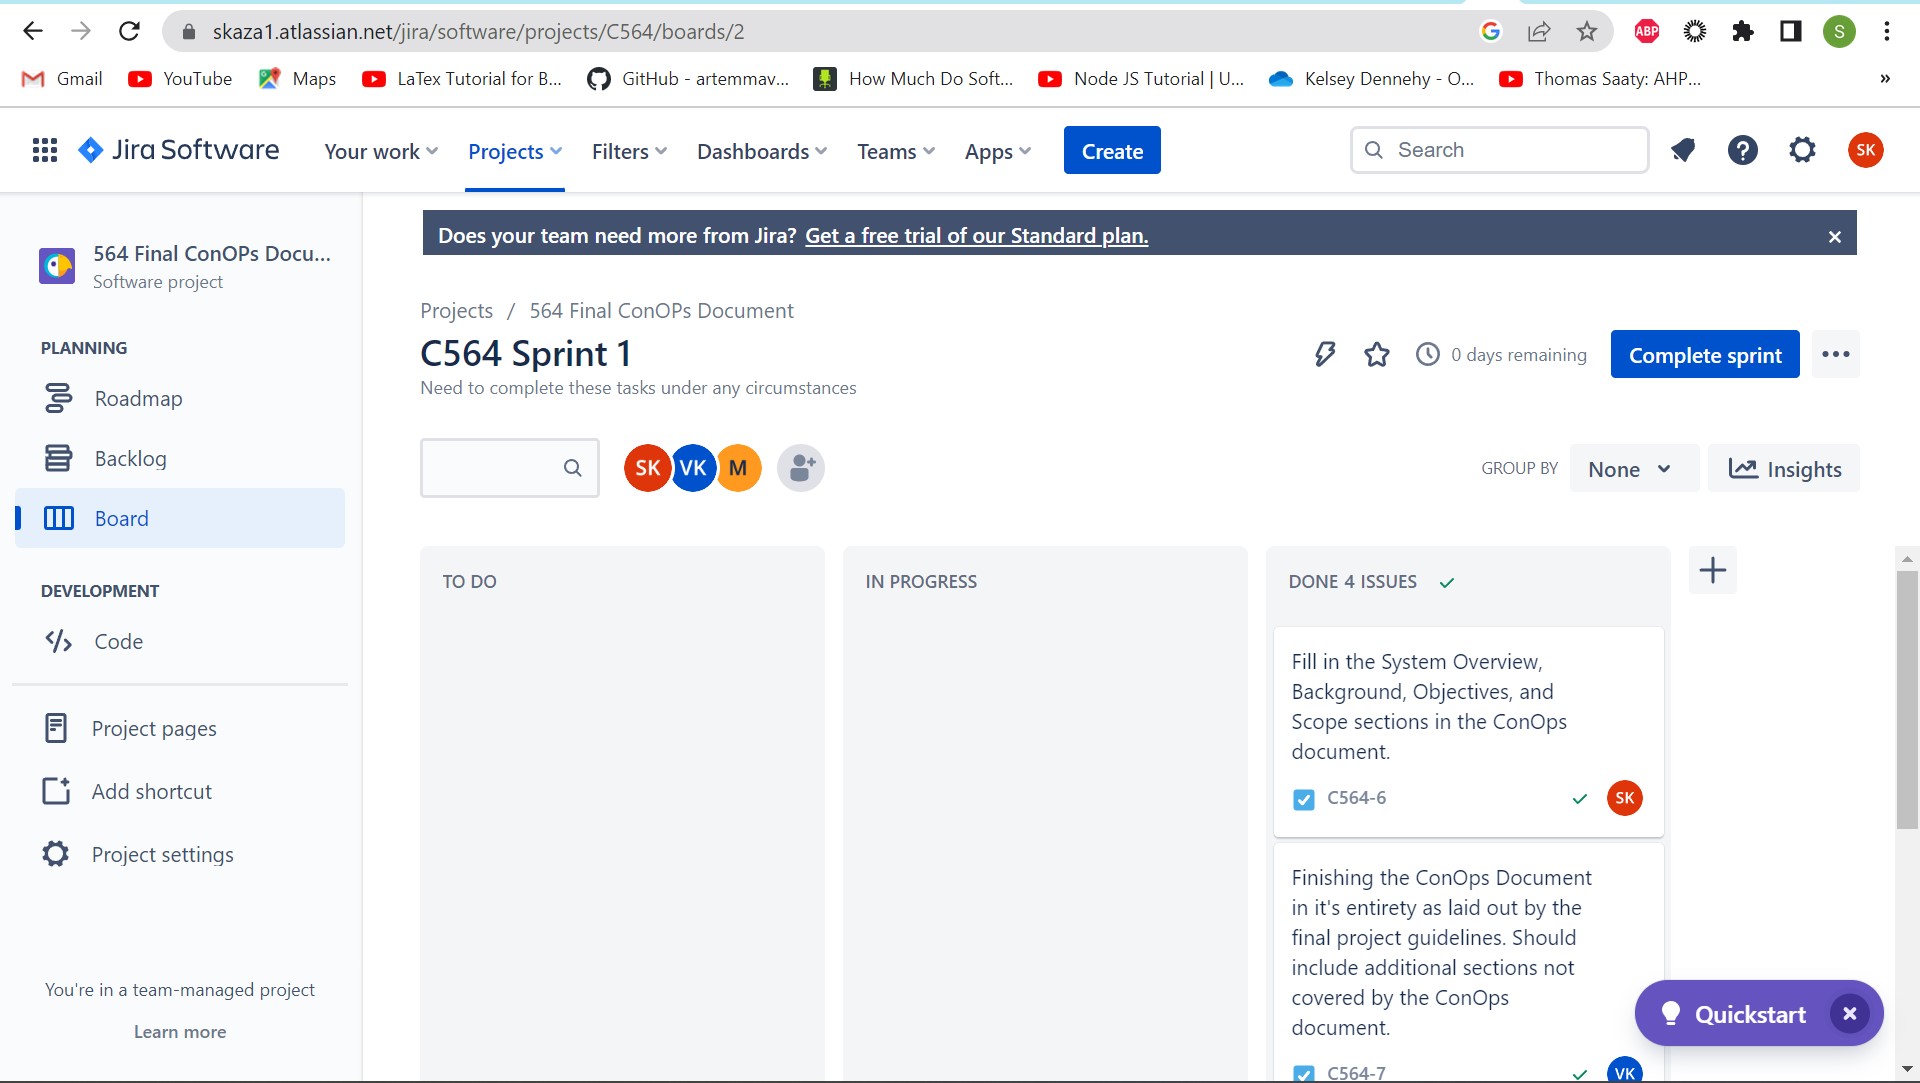 skaza1.atlassian.net/jira/software/projects/C564/boards/2
ABP
S
Gmail
YouTube
Maps
LaTex Tutorial for B...
GitHub - artemmav...
How Much Do Soft...
Node JS Tutorial | U...
Kelsey Dennehy - O...
Thomas Saaty: AHP...
»
Jira Software
Your work
Projects
Filters
Dashboards
Teams
Apps
Create
Search
SK
564 Final ConOPs Docu...
Software project
PLANNING
Roadmap
Backlog
Board
DEVELOPMENT
Code
Project pages
Add shortcut
Project settings
You're in a team-managed project
Learn more
Does your team need more from Jira? Get a free trial of our Standard plan.
Projects / 564 Final ConOPs Document
C564 Sprint 1
Need to complete these tasks under any circumstances
0 days remaining
Complete sprint
SK
VK
M
GROUP BY
None
Insights
TO DO
IN PROGRESS
DONE 4 ISSUES
Fill in the System Overview,
Background, Objectives, and
Scope sections in the ConOps
document.
C564-6
SK
Finishing the ConOps Document
in it's entirety as laid out by the
final project guidelines. Should
include additional sections not
covered by the ConOps
document.
C564-7
VK
Quickstart